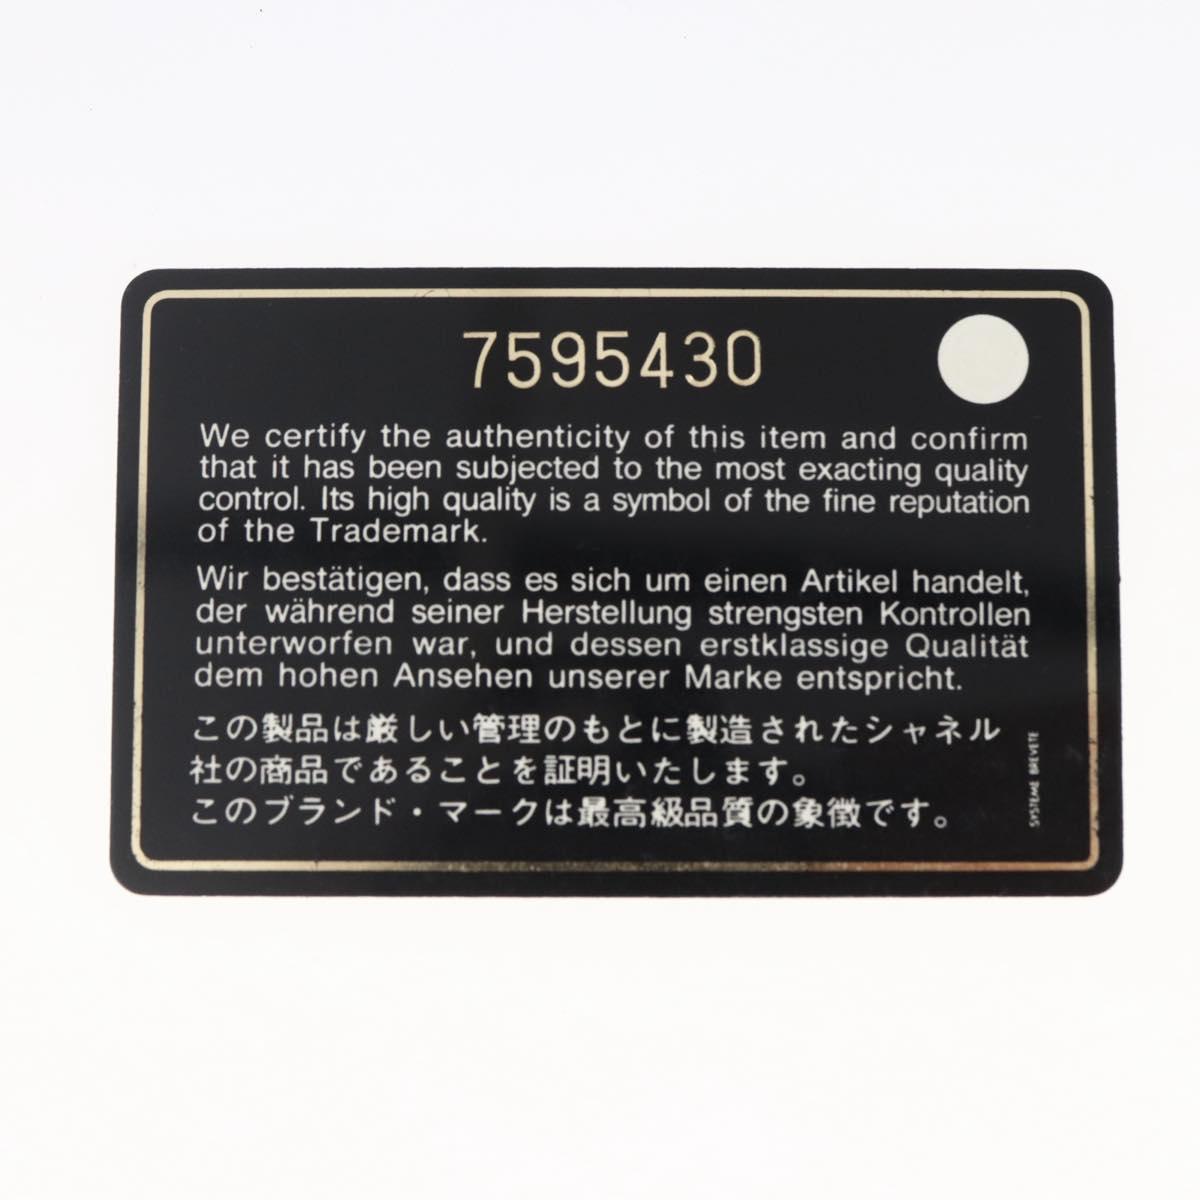 7595430
We certify the authenticity of this item and confirm
that it has been subjected to the most exacting quality
control. Its high quality is a symbol of the fine reputation
of the Trademark.
Wir bestätigen, dass es sich um einen Artikel handelt,
der während seiner Herstellung strengsten Kontrollen
unterworfen war, und dessen erstklassige Qualität
dem hohen Ansehen unserer Marke entspricht.
この製品は厳しい管理のもとに製造されたシャネル
社の商品であることを証明いたします。
このブランド・マークは最高級品質の象徴です。
SYSTEME BREVETE